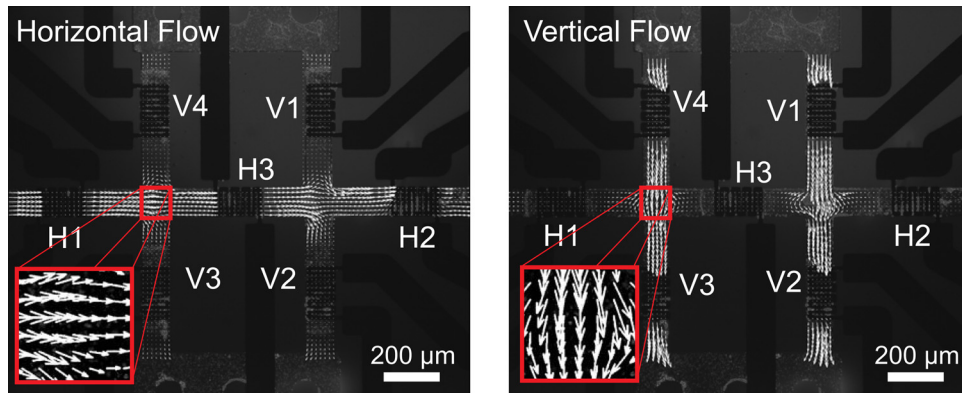 Horizontal Flow
V4
V1
H3
H1
H2
V3
V2
200 µm
Vertical Flow
V4
V1
H3
H1
H2
V3
V2
200 µm